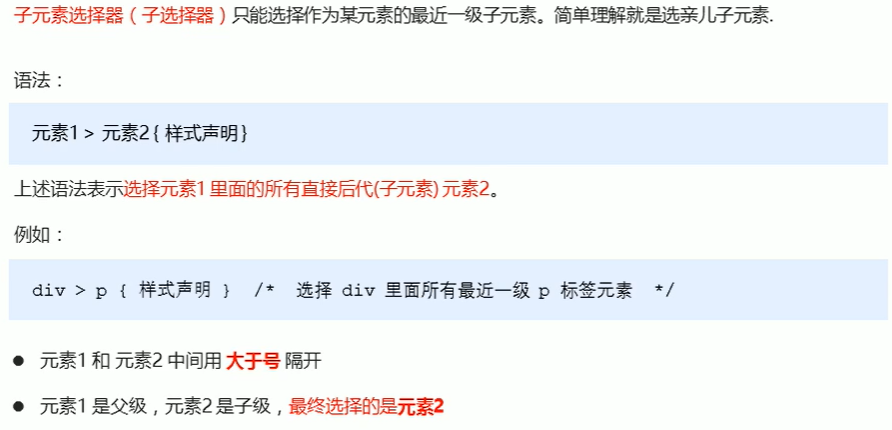 子元素选择器（子选择器）只能选择作为某元素的最近一级子元素。简单理解就是选亲儿子元素.
语法：
元素1 > 元素2{ 样式声明}
上述语法表示选择元素1 里面的所有直接后代(子元素) 元素2。
例如：
div > p { 样式声明 }  /*  选择 div 里面所有最近一级 p 标签元素  */
● 元素1 和 元素2 中间用 大于号 隔开
● 元素1 是父级，元素2 是子级，最终选择的是元素2